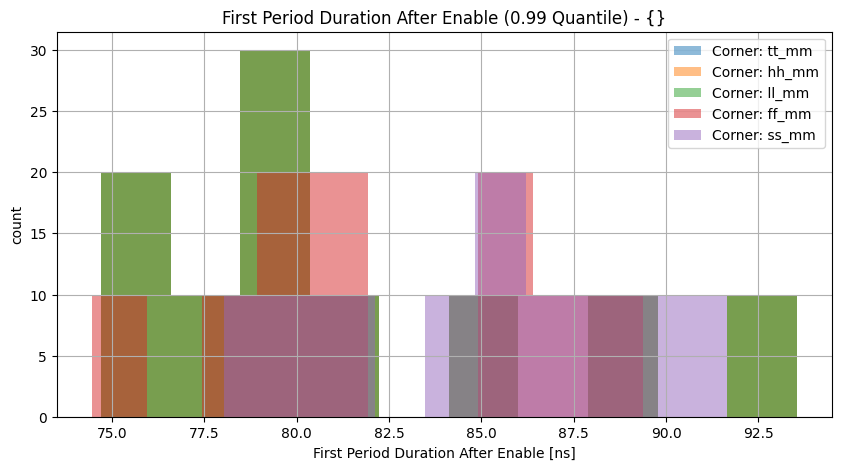 First Period Duration After Enable (0.99 Quantile) - {}
Corner: tt_mm
Corner: hh_mm
Corner: ll_mm
Corner: ff_mm
Corner: ss_mm
30
25
20
15
10
5
0
count
75.0
77.5
80.0
82.5
85.0
87.5
90.0
92.5
First Period Duration After Enable [ns]